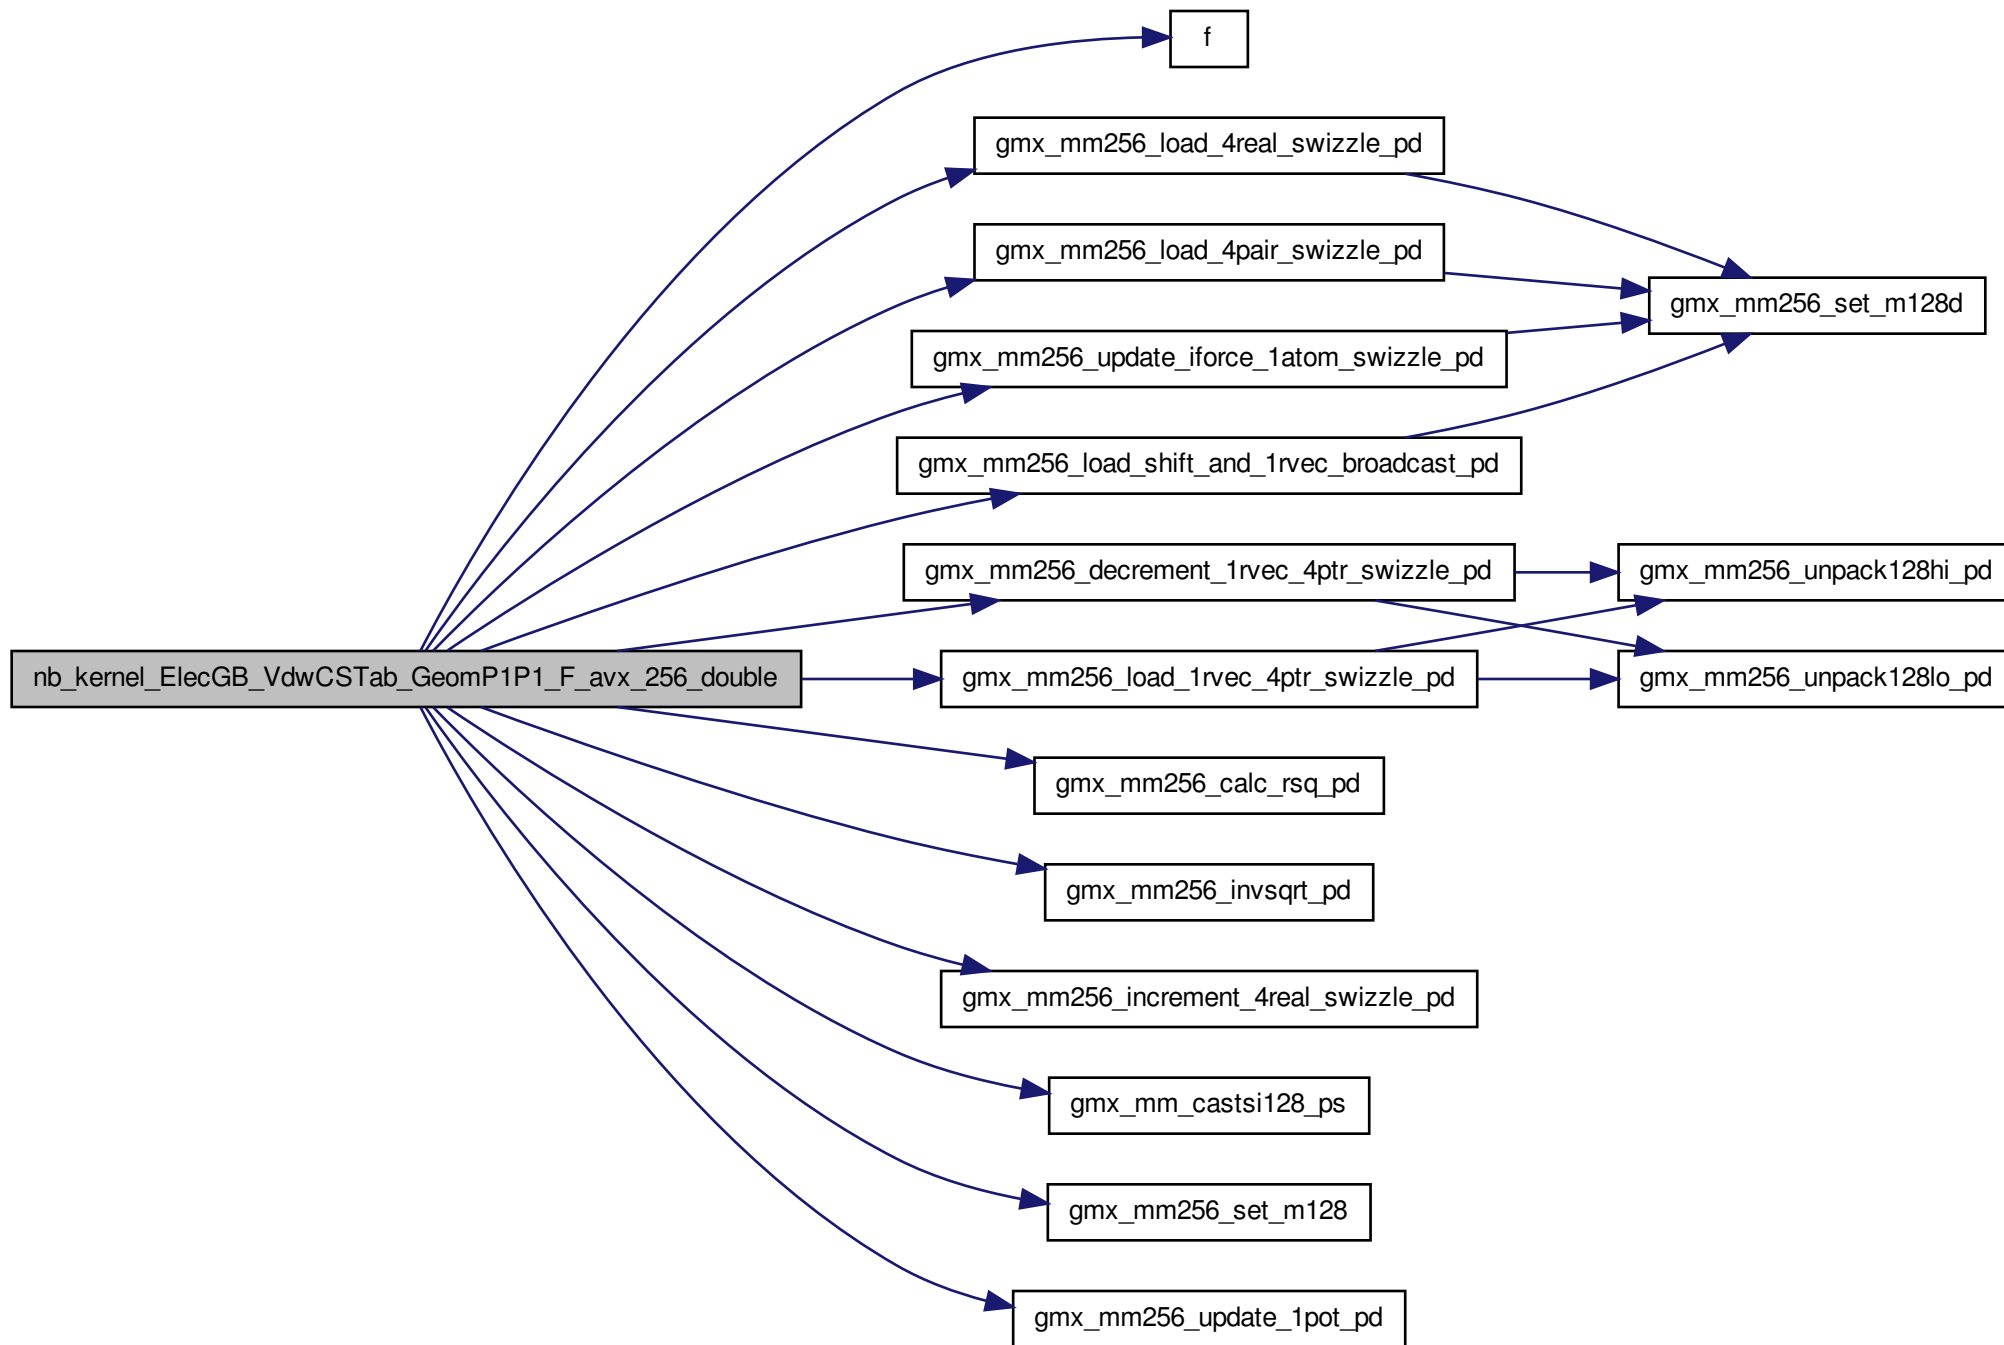 f
gmx_mm256_load_4real_swizzle_pd
gmx_mm256_load_4pair_swizzle_pd
gmx_mm256_set_m128d
gmx_mm256_update_iforce_1atom_swizzle_pd
gmx_mm256_load_shift_and_1rvec_broadcast_pd
gmx_mm256_decrement_1rvec_4ptr_swizzle_pd
gmx_mm256_unpack128hi_pd
nb_kernel_ElecGB_VdwCSTab_GeomP1P1_F_avx_256_double
gmx_mm256_load_1rvec_4ptr_swizzle_pd
gmx_mm256_unpack128lo_pd
gmx_mm256_calc_rsq_pd
gmx_mm256_invsqrt_pd
gmx_mm256_increment_4real_swizzle_pd
gmx_mm_castsi128_ps
gmx_mm256_set_m128
gmx_mm256_update_1pot_pd